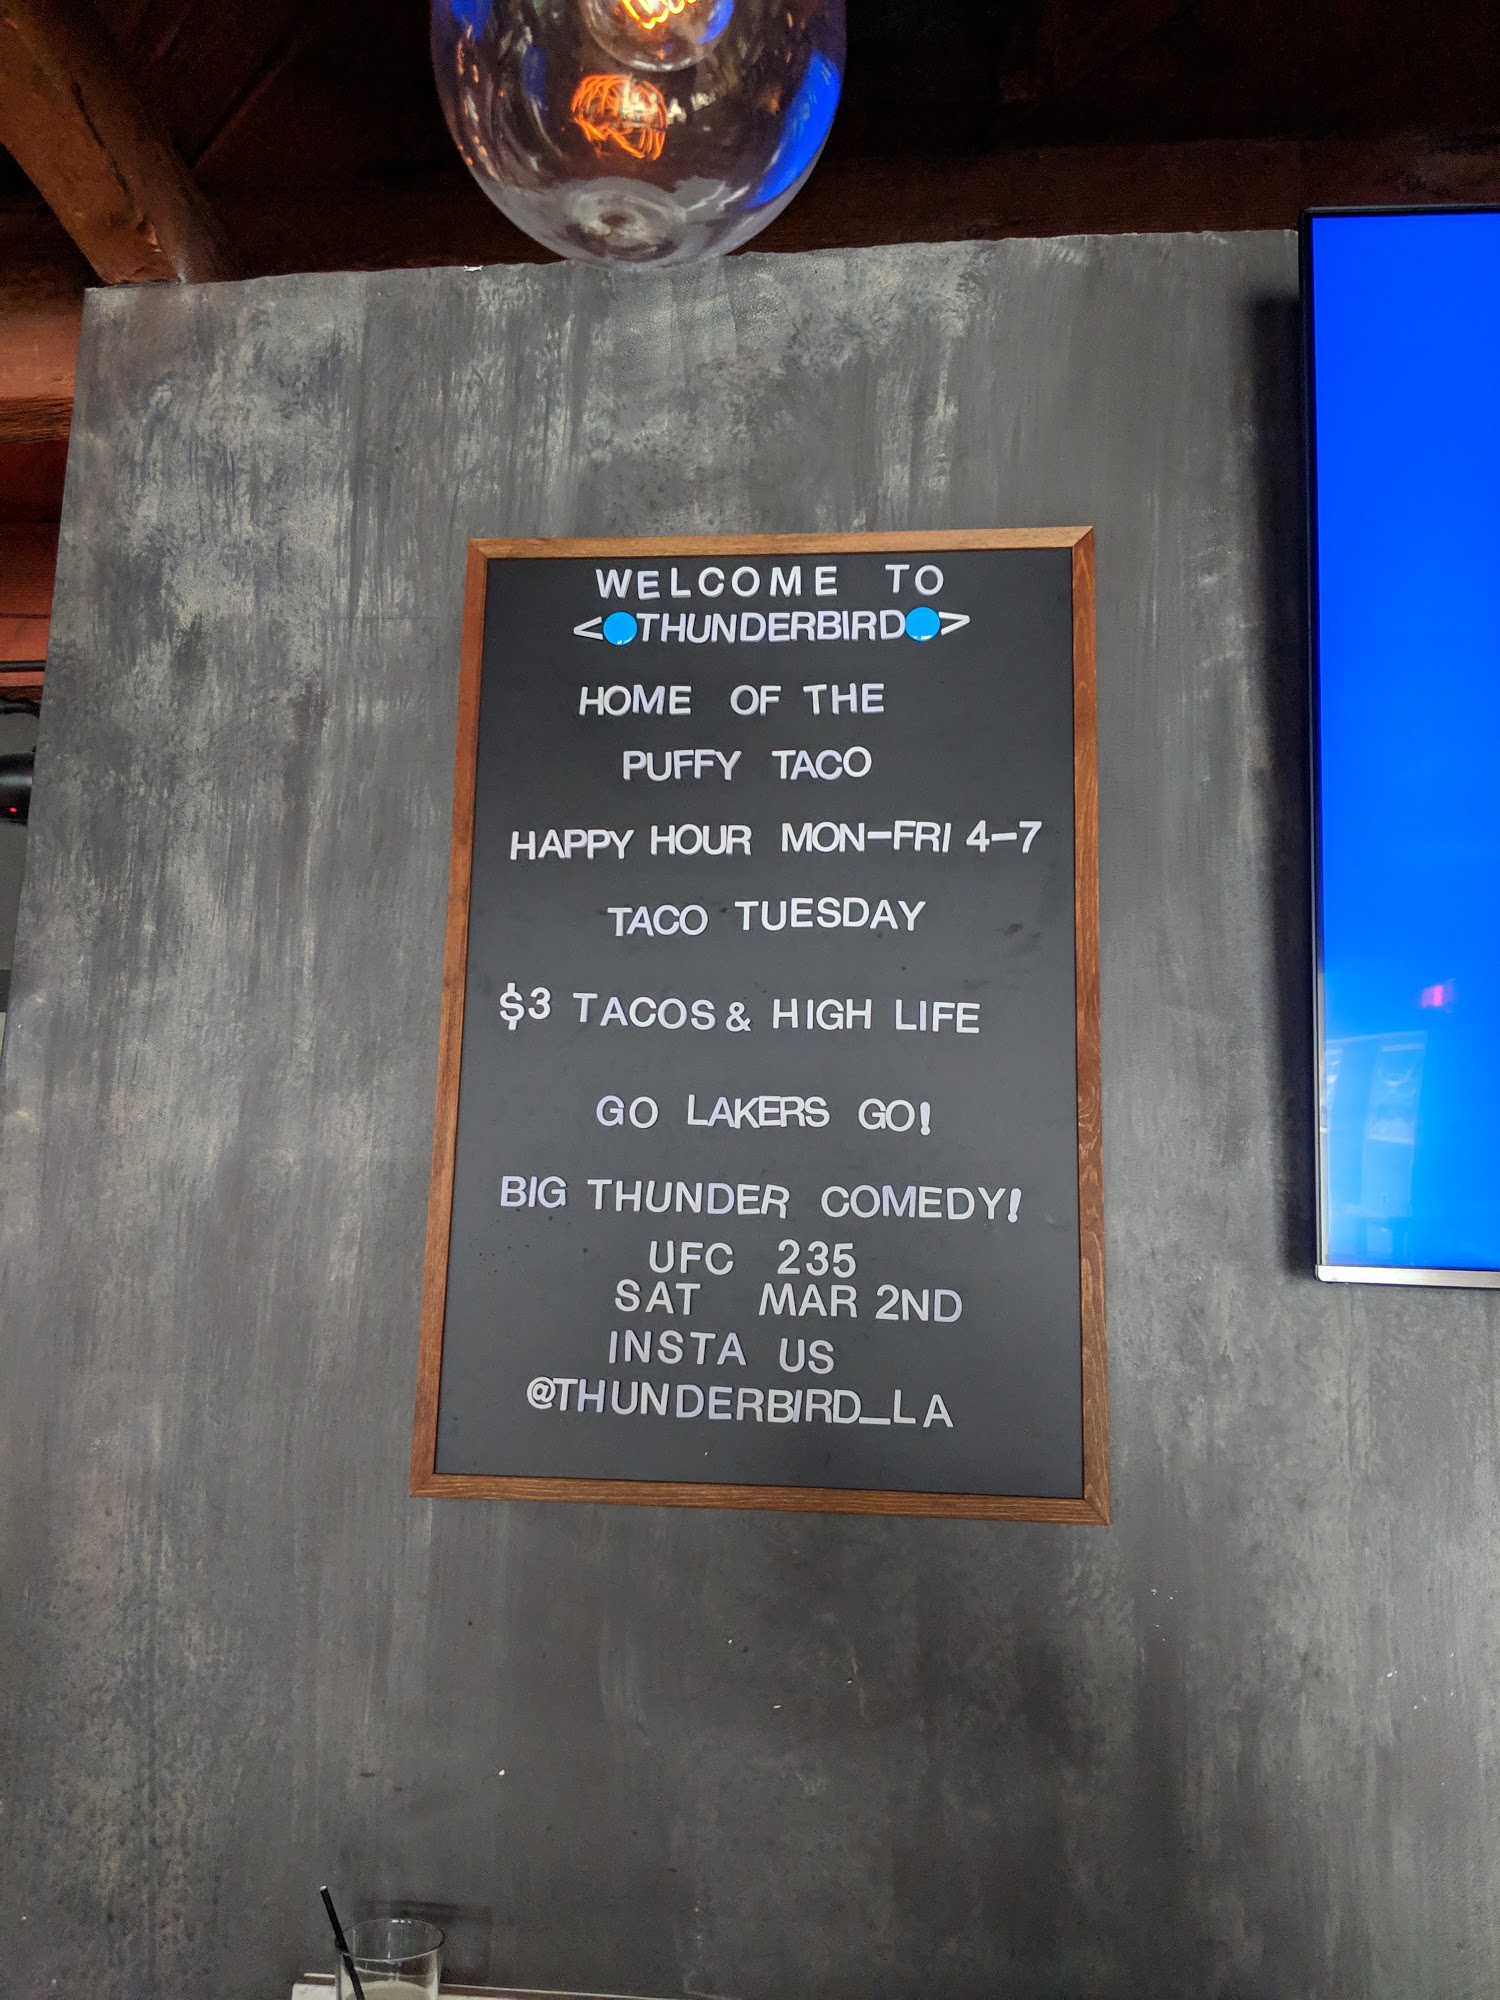 WELCOME TO
<THUNDERBIRD>
HOME OF THE
PUFFY TACO
HAPPY HOUR MON-FRI 4-7
TACO TUESDAY
$3 TACOS & HIGH LIFE
GO LAKERS GO!
BIG THUNDER COMEDY!
UFC 235
SAT MAR 2ND
INSTA US
@THUNDERBIRD_LA